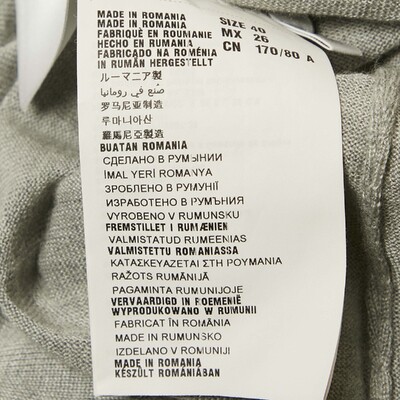 MADE IN ROMANIA
MADE IN ROMANIA
FABRIQUÉ EN ROUMANIE
HECHO EN RUMANIA
FABRICADO NA ROMÉNIA
IN RUMÄN HERGESTELLT
SIZE 40
MX 26
CN 170/80 A
ルーマニア製
صنع في رومانيا
罗马尼亚制造
루마니아산
羅馬尼亞製造
BUATAN ROMANIA
СДЕЛАНО В РУМЫНИИ
İMAL YERİ ROMANYA
ЗРОБЛЕНО В РУМУНІЇ
ИЗРАБОТЕНО В РУМЪНИЯ
VYROBENO V RUMUNSKU
FREMSTILLET I RUMÆNIEN
VALMISTATUD RUMEENIAS
VALMISTETTU ROMANIASSA
ΚΑΤΑΣΚΕΥΑΖΕΤΑΙ ΣΤΗ ΡΟΥΜΑΝΙΑ
RAŽOTS RUMĀNIJĀ
PAGAMINTA RUMUNIJOJE
VERVAARDIGD IN ROEMENIË
WYPRODUKOWANO W RUMUNII
FABRICAT ÎN ROMÂNIA
MADE IN RUMUNSKO
IZDELANO V ROMUNIJI
MADE IN ROMANIA
KÉSZÜLT ROMÁNIÁBAN